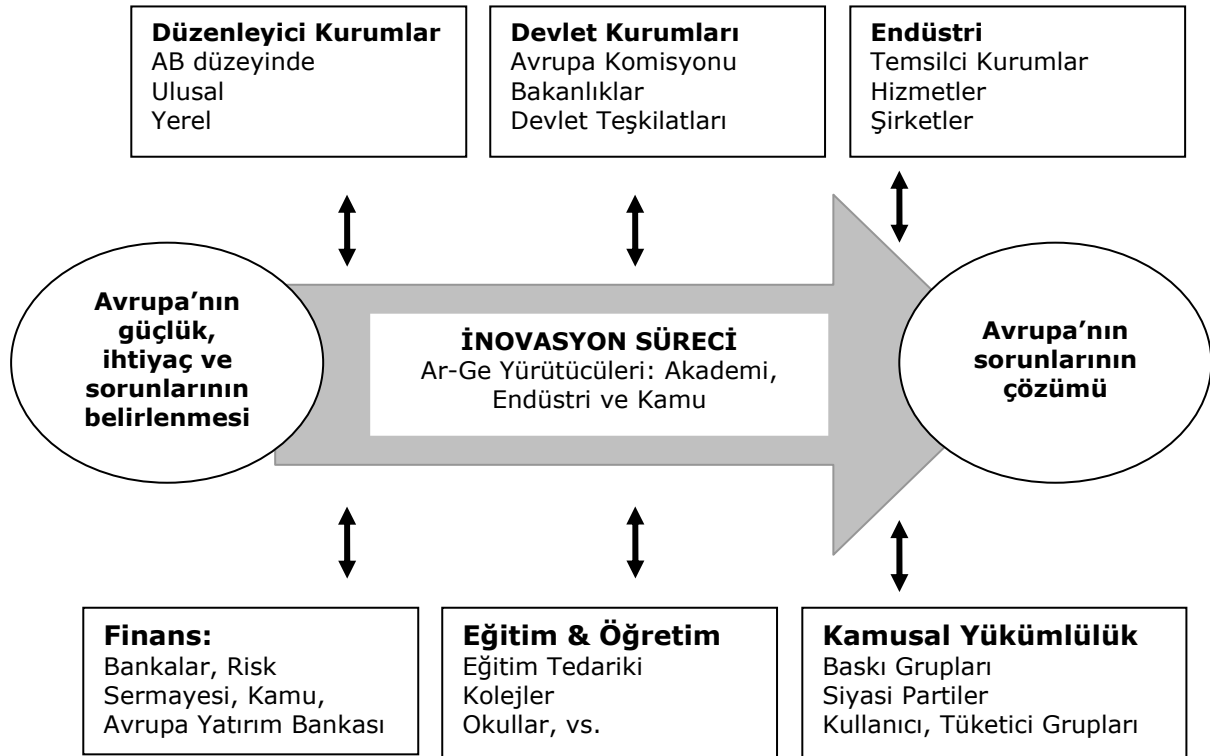 Düzenleyici Kurumlar
AB düzeyinde
Ulusal
Yerel
Devlet Kurumları
Avrupa Komisyonu
Bakanlıklar
Devlet Teşkilatları
Endüstri
Temsilci Kurumlar
Hizmetler
Şirketler
Avrupa’nın
güçlük,
ihtiyaç ve
sorunlarının
belirlenmesi
İNOVASYON SÜRECİ
Ar-Ge Yürütücüleri: Akademi,
Endüstri ve Kamu
Avrupa’nın
sorunlarının
çözümü
Finans:
Bankalar, Risk
Sermayesi, Kamu,
Avrupa Yatırım Bankası
Eğitim & Öğretim
Eğitim Tedariki
Kolejler
Okullar, vs.
Kamusal Yükümlülük
Baskı Grupları
Siyasi Partiler
Kullanıcı, Tüketici Grupları